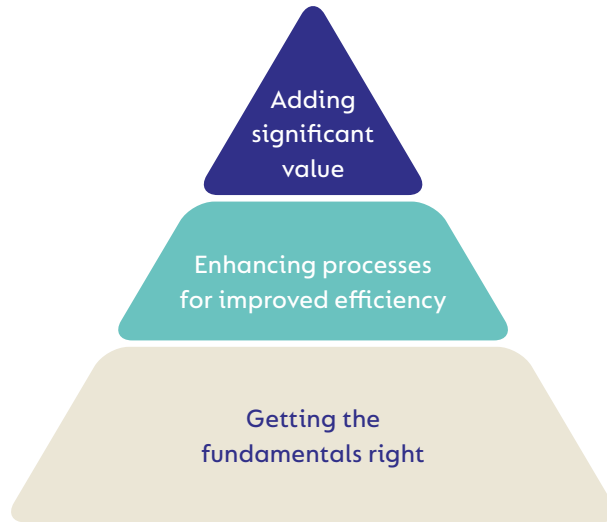 Adding
significant
value
Enhancing processes
for improved efficiency
Getting the
fundamentals right